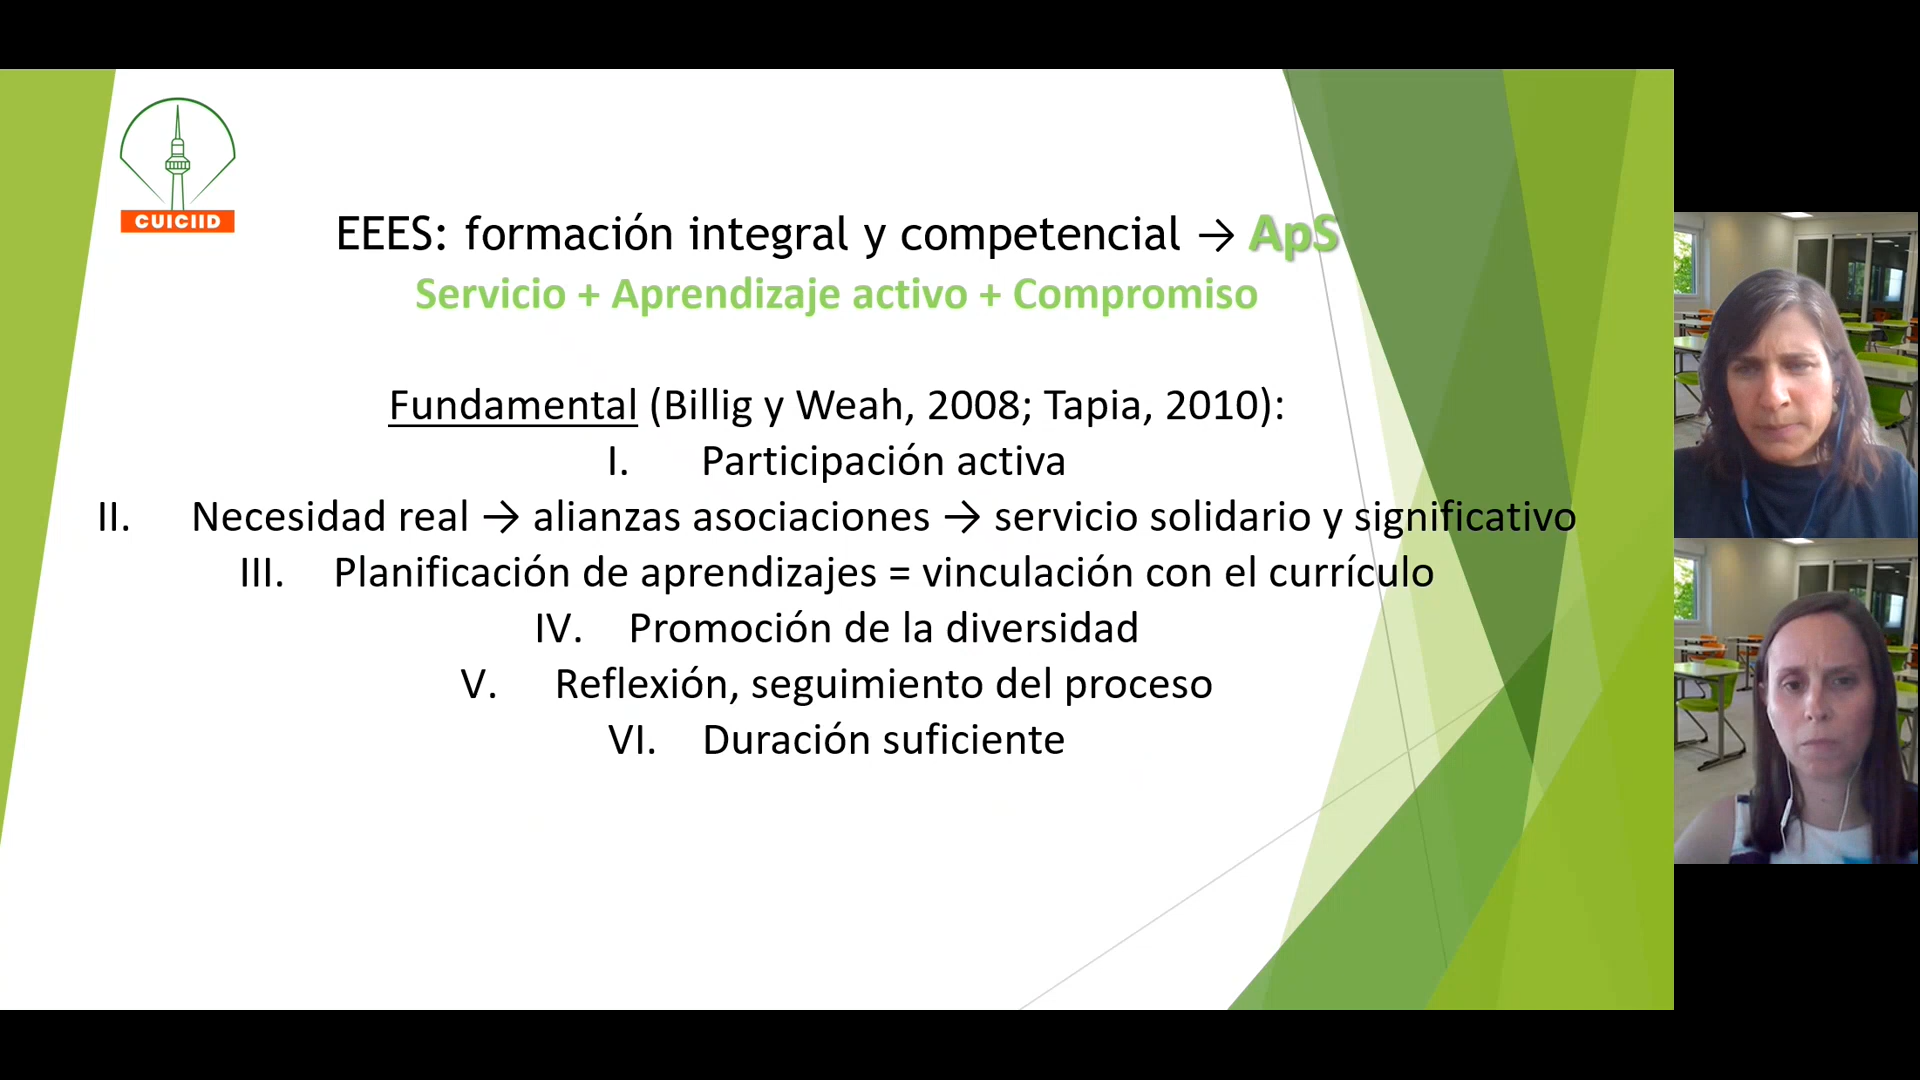 CUICIID
EEES: formación integral y competencial → ApS
Servicio + Aprendizaje activo + Compromiso
Fundamental (Billig y Weah, 2008; Tapia, 2010):
I. Participación activa
II. Necesidad real → alianzas asociaciones → servicio solidario y significativo
III. Planificación de aprendizajes = vinculación con el currículo
IV. Promoción de la diversidad
V. Reflexión, seguimiento del proceso
VI. Duración suficiente